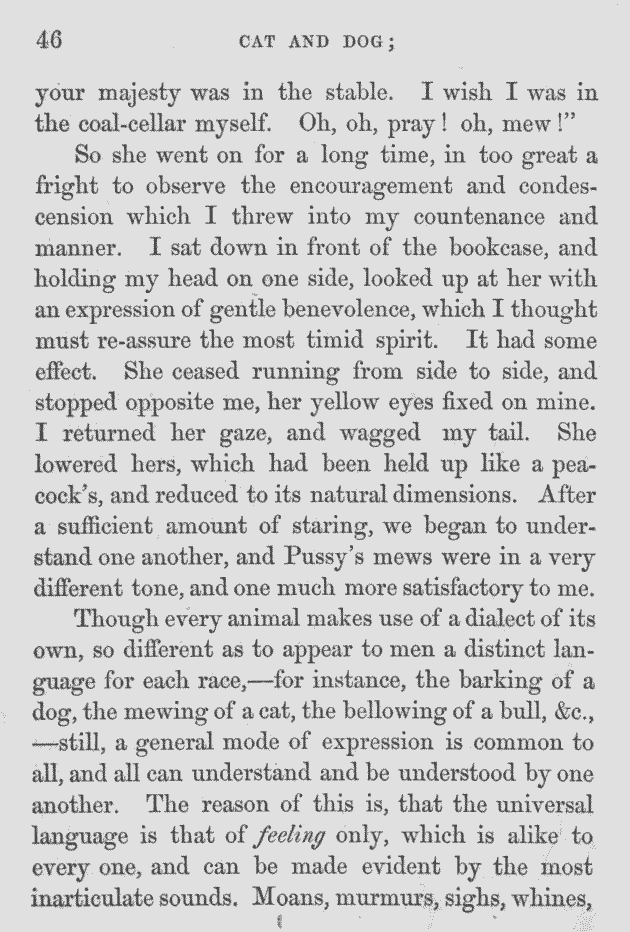 46 CAT AND DOG;
your majesty was in the stable. I wish I was in
the coal-cellar myself. Oh, oh, pray! oh, mew!”
So she went on for a long time, in too great a
fright to observe the encouragement and condes-
cension which I threw into my countenance and
manner. I sat down in front of the bookcase, and
holding my head on one side, looked up at her with
an expression of gentle benevolence, which I thought
must re-assure the most timid spirit. It had some
effect. She ceased running from side to side, and
stopped opposite me, her yellow eyes fixed on mine.
I returned her gaze, and wagged my tail. She
lowered hers, which had been held up like a pea-
cock’s, and reduced to its natural dimensions. After
a sufficient amount of staring, we began to under-
stand one another, and Pussy’s mews were in a very
different tone, and one much more satisfactory to me.
Though every animal makes use of a dialect of its
own, so different as to appear to men a distinct lan-
guage for each race,—for instance, the barking of a
dog, the mewing of a cat, the bellowing of a bull, &c.,
—still, a general mode of expression is common to
all, and all can understand and be understood by one
another. The reason of this is, that the universal
language is that of feeling only, which is alike to
every one, and can be made evident by the most
inarticulate sounds. Moans, murmurs, sighs, whines,